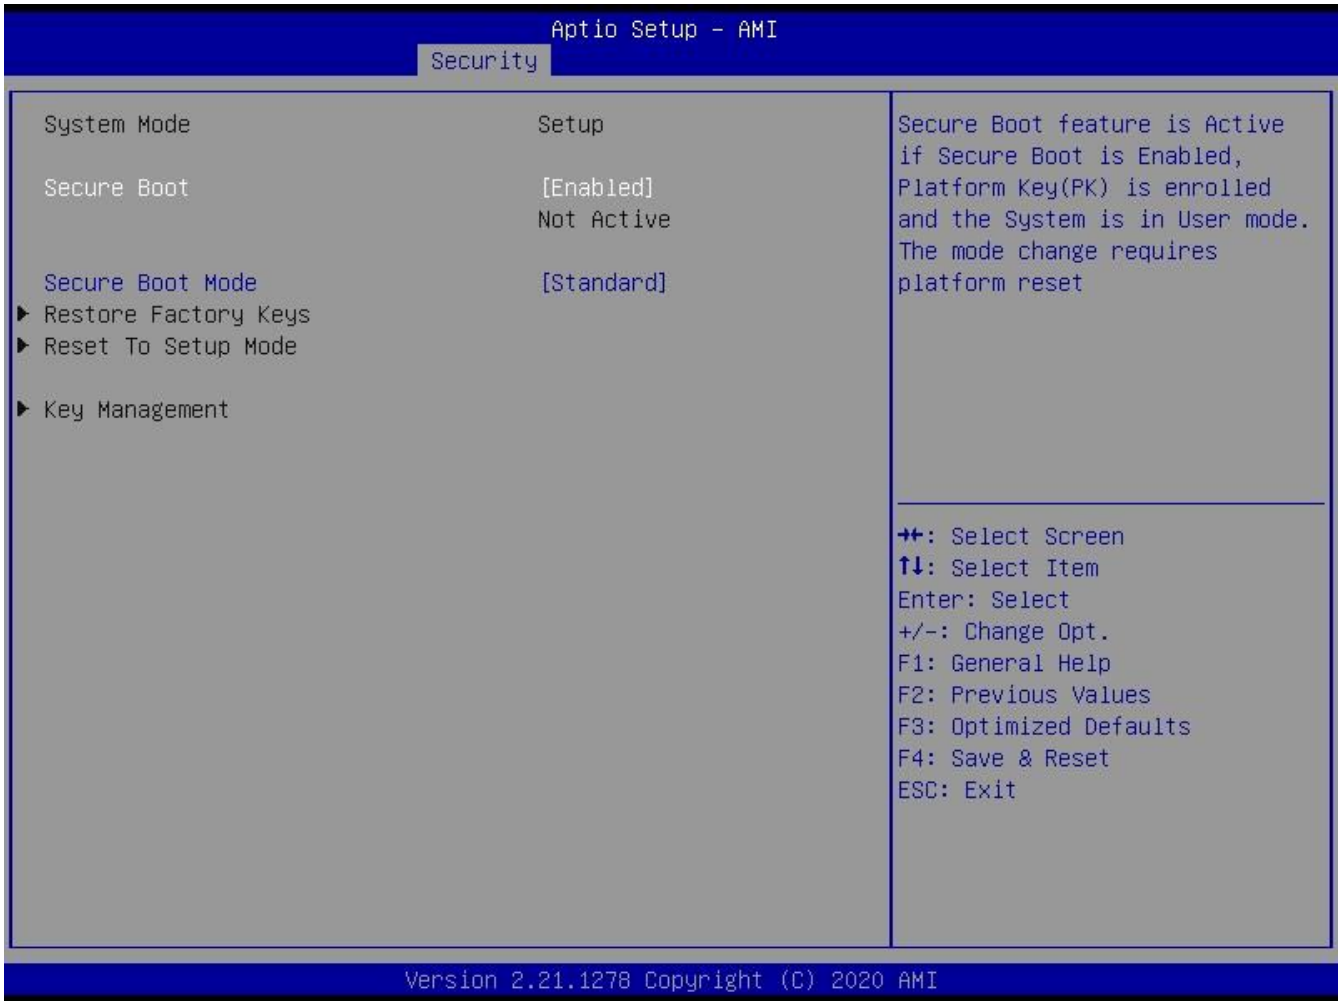 Aptio Setup – AMI
Security
System Mode Setup
Secure Boot [Enabled]
Not Active
Secure Boot Mode [Standard]
▶ Restore Factory Keys
▶ Reset To Setup Mode
▶ Key Management
Secure Boot feature is Active
if Secure Boot is Enabled,
Platform Key(PK) is enrolled
and the System is in User mode.
The mode change requires
platform reset
→←: Select Screen
↑↓: Select Item
Enter: Select
+/-: Change Opt.
F1: General Help
F2: Previous Values
F3: Optimized Defaults
F4: Save & Reset
ESC: Exit
Version 2.21.1278 Copyright (C) 2020 AMI